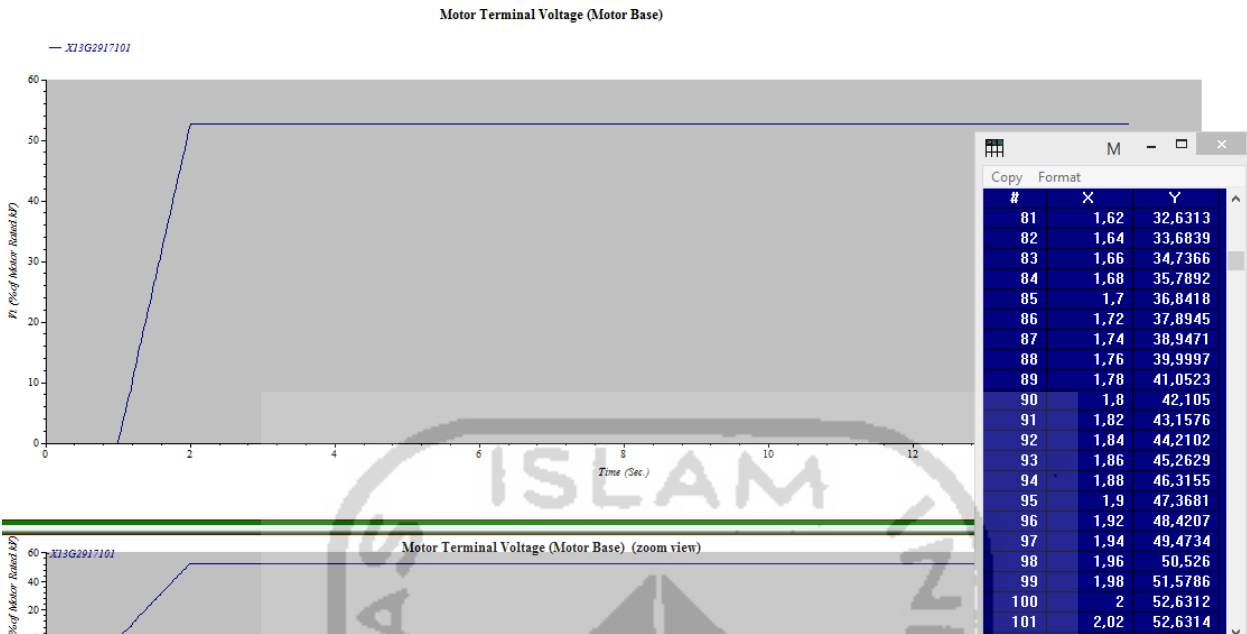 Motor Terminal Voltage (Motor Base)
X13G2917101
60
50
40
30
20
10
0
Vt (%of Motor Rated kV)
0 2 4 6 8 10 12
Time (Sec.)
M
Copy Format
# X Y
81 1,62 32,6313
82 1,64 33,6839
83 1,66 34,7366
84 1,68 35,7892
85 1,7 36,8418
86 1,72 37,8945
87 1,74 38,9471
88 1,76 39,9997
89 1,78 41,0523
90 1,8 42,105
91 1,82 43,1576
92 1,84 44,2102
93 1,86 45,2629
94 1,88 46,3155
95 1,9 47,3681
96 1,92 48,4207
97 1,94 49,4734
98 1,96 50,526
99 1,98 51,5786
100 2 52,6312
101 2,02 52,6314
Motor Terminal Voltage (Motor Base) (zoom view)
X13G2917101
60
40
20
%of Motor Rated kV)
ISLAM